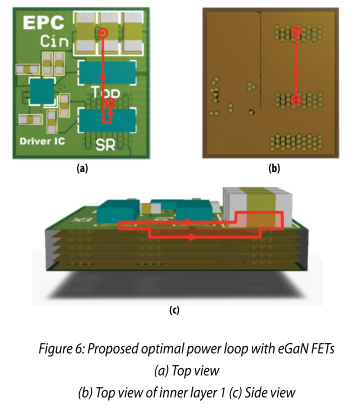 EPC
Cin
Top
Driver IC
SR
(a)
(b)
(c)
Figure 6: Proposed optimal power loop with eGaN FETs
(a) Top view
(b) Top view of inner layer 1 (c) Side view